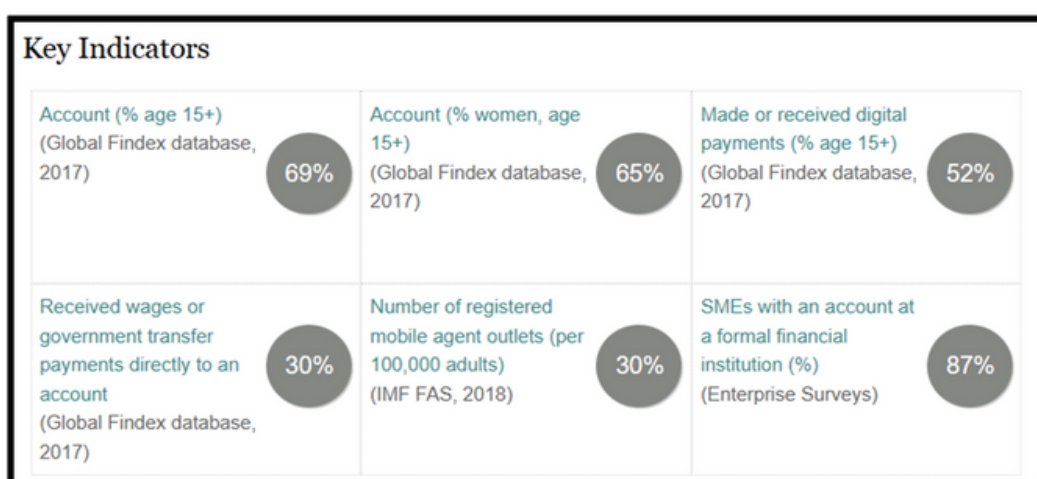 Key Indicators
Account (% age 15+)
(Global Findex database,
2017)
69%
Account (% women, age
15+)
(Global Findex database,
2017)
65%
Made or received digital
payments (% age 15+)
(Global Findex database,
2017)
52%
Received wages or
government transfer
payments directly to an
account
(Global Findex database,
2017)
30%
Number of registered
mobile agent outlets (per
100,000 adults)
(IMF FAS, 2018)
30%
SMEs with an account at
a formal financial
institution (%)
(Enterprise Surveys)
87%